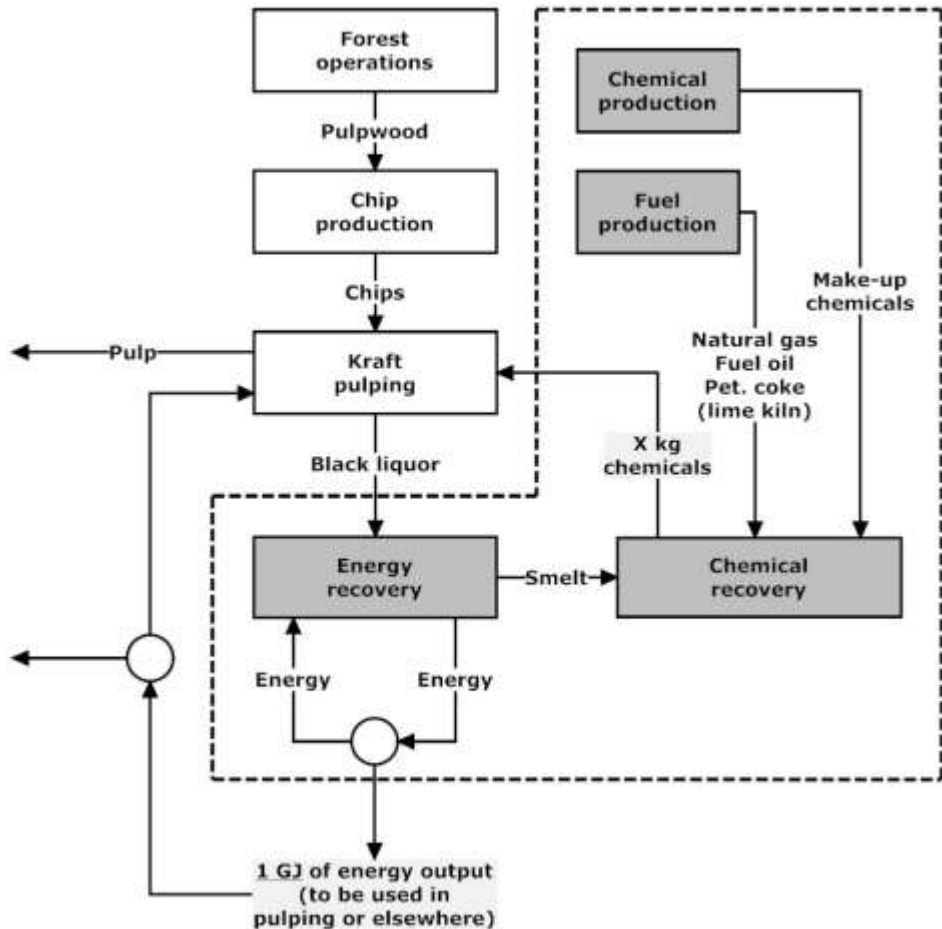 Forest
operations
Chemical
production
Pulpwood
Chip
production
Fuel
production
Chips
Make-up
chemicals
Pulp
Kraft
pulping
Natural gas
Fuel oil
Pet. coke
(lime kiln)
X kg
chemicals
Black liquor
Energy
recovery
Smelt
Chemical
recovery
Energy
Energy
1 GJ of energy output
(to be used in
pulping or elsewhere)